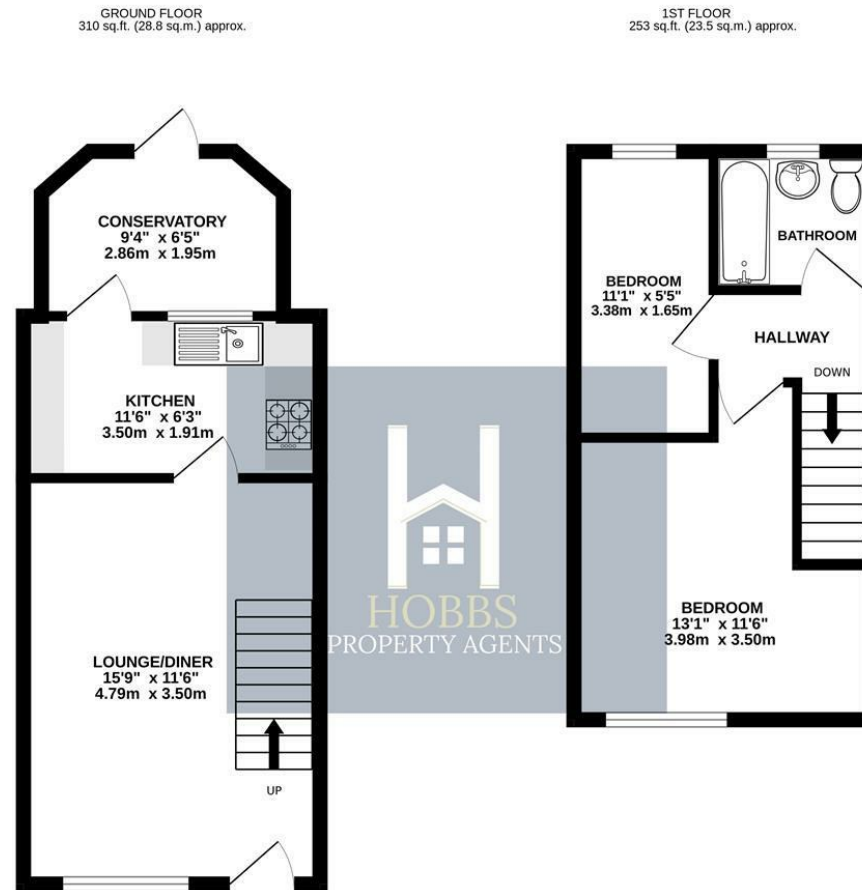 GROUND FLOOR
310 sq.ft. (28.8 sq.m.) approx.
1ST FLOOR
253 sq.ft. (23.5 sq.m.) approx.
CONSERVATORY
9'4" x 6'5"
2.86m x 1.95m
KITCHEN
11'6" x 6'3"
3.50m x 1.91m
LOUNGE/DINER
15'9" x 11'6"
4.79m x 3.50m
UP
BEDROOM
11'1" x 5'5"
3.38m x 1.65m
BATHROOM
HALLWAY
DOWN
BEDROOM
13'1" x 11'6"
3.98m x 3.50m
H
HOBBS
PROPERTY AGENTS